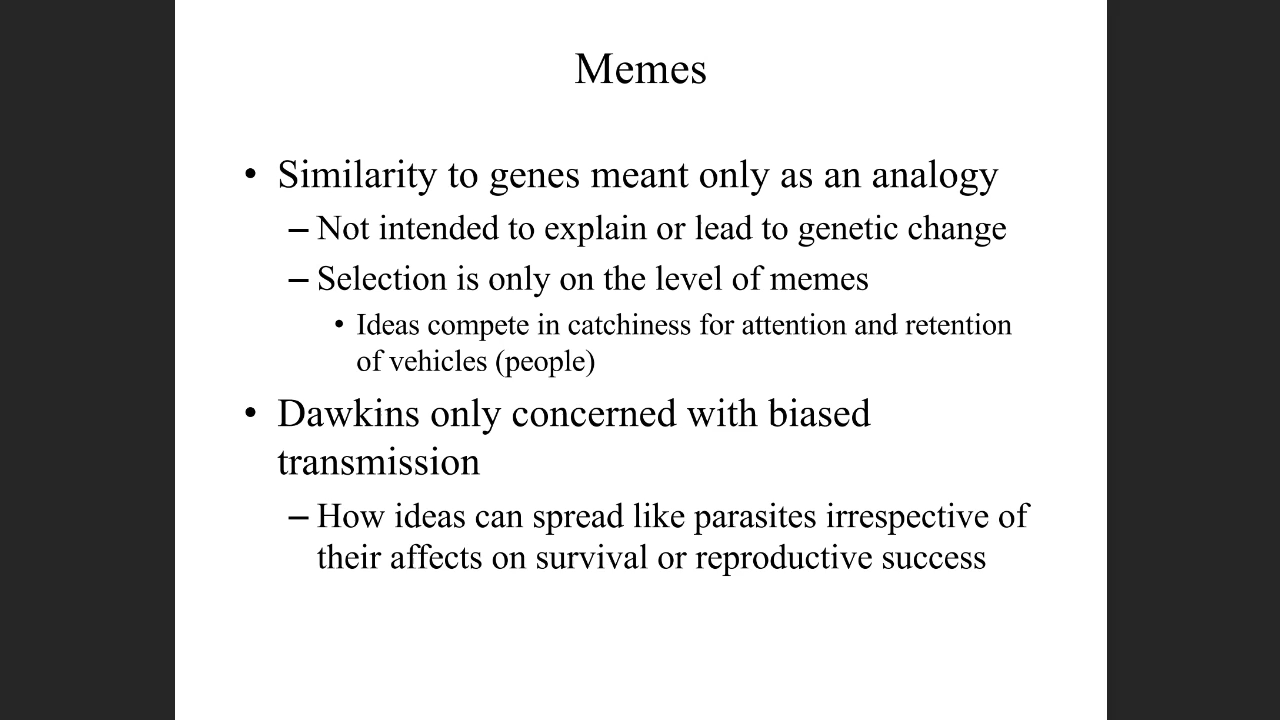 Memes
• Similarity to genes meant only as an analogy
– Not intended to explain or lead to genetic change
– Selection is only on the level of memes
• Ideas compete in catchiness for attention and retention
of vehicles (people)
• Dawkins only concerned with biased
transmission
– How ideas can spread like parasites irrespective of
their affects on survival or reproductive success